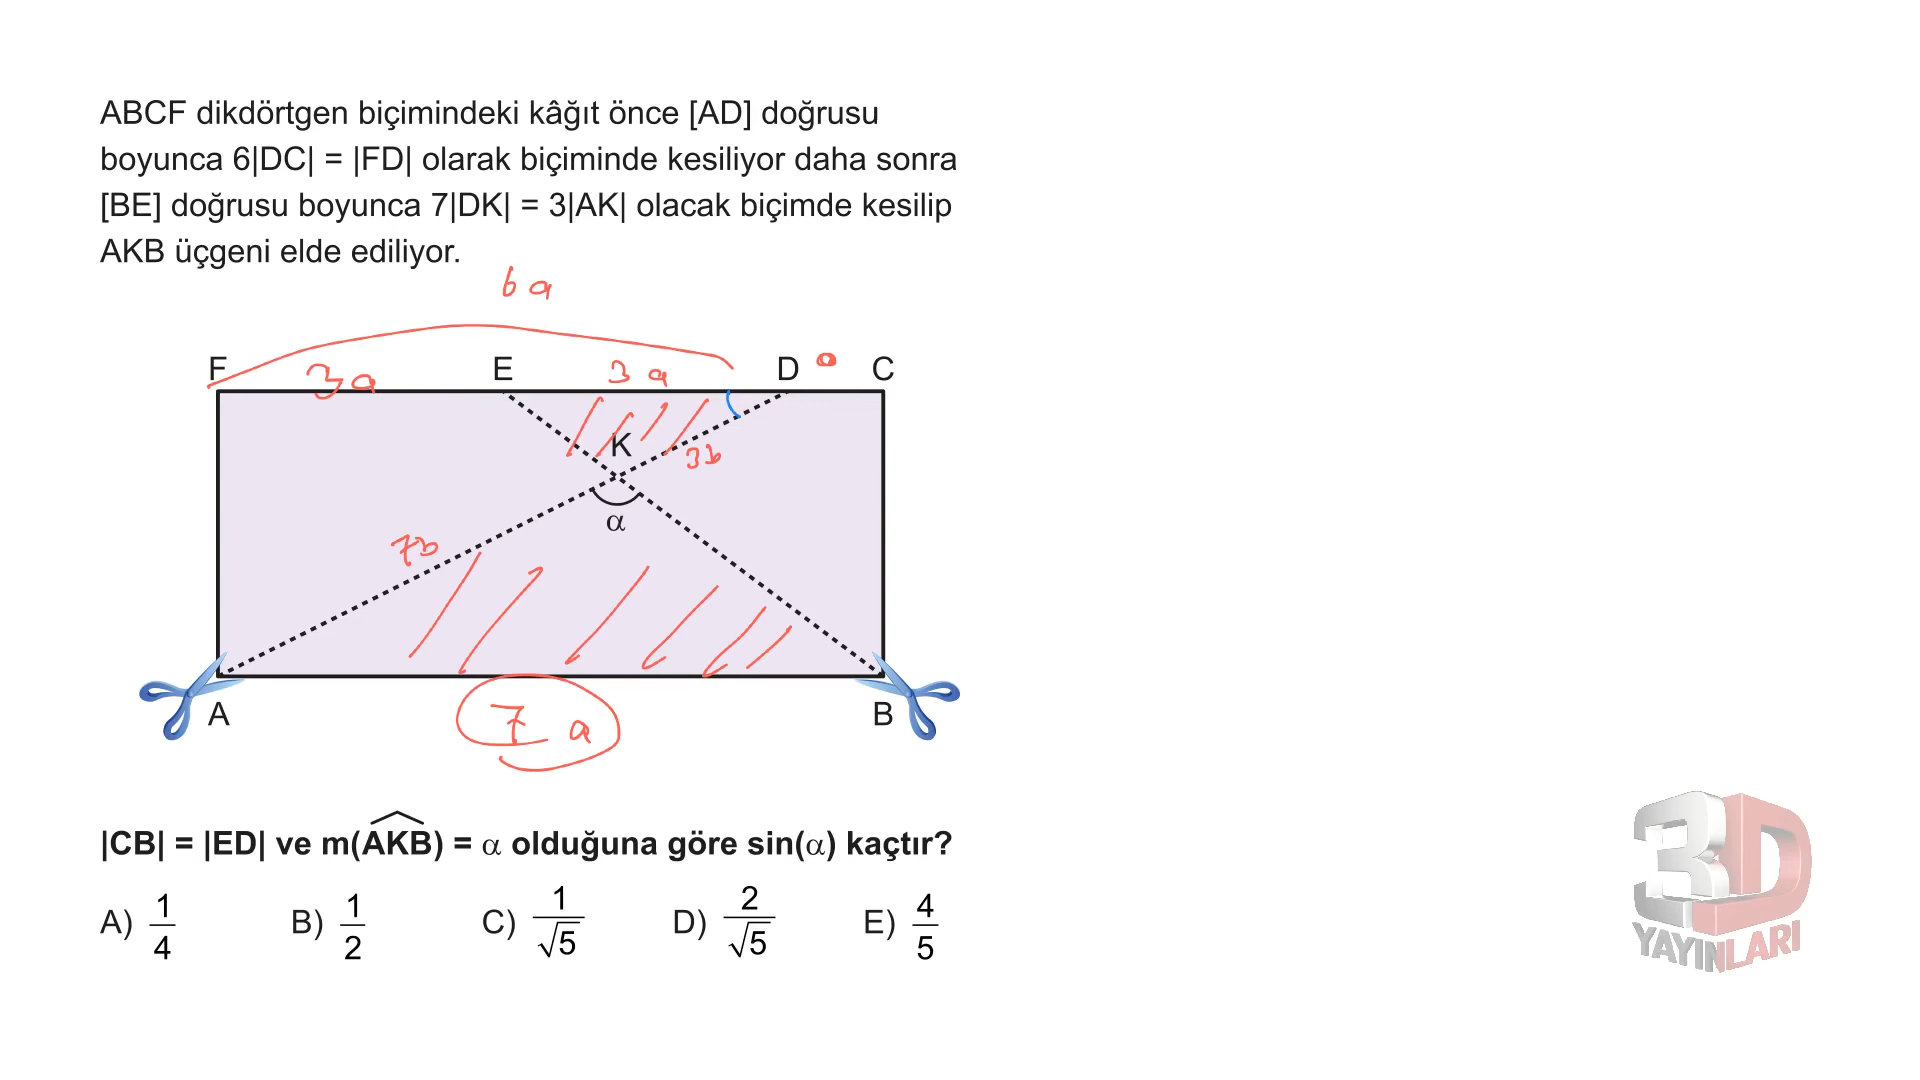 ABCF dikdörtgen biçimindeki kâğıt önce [AD] doğrusu
boyunca 6|DC| = |FD| olarak biçiminde kesiliyor daha sonra
[BE] doğrusu boyunca 7|DK| = 3|AK| olacak biçimde kesilip
AKB üçgeni elde ediliyor.
6a
F E D a C
3a 3a
K
3b
α
7b
A B
7a
|CB| = |ED| ve m(AKB) = α olduğuna göre sin(α) kaçtır?
A) 1/4 B) 1/2 C) 1/√5 D) 2/√5 E) 4/5
3D
YAYINLARI